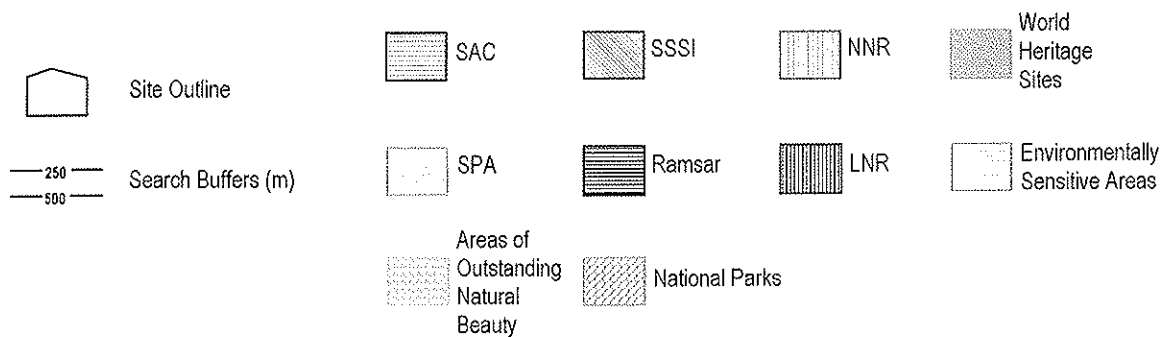 Site Outline
250
500
Search Buffers (m)
SAC
SSSI
NNR
World
Heritage
Sites
SPA
Ramsar
LNR
Environmentally
Sensitive Areas
Areas of
Outstanding
Natural
Beauty
National Parks